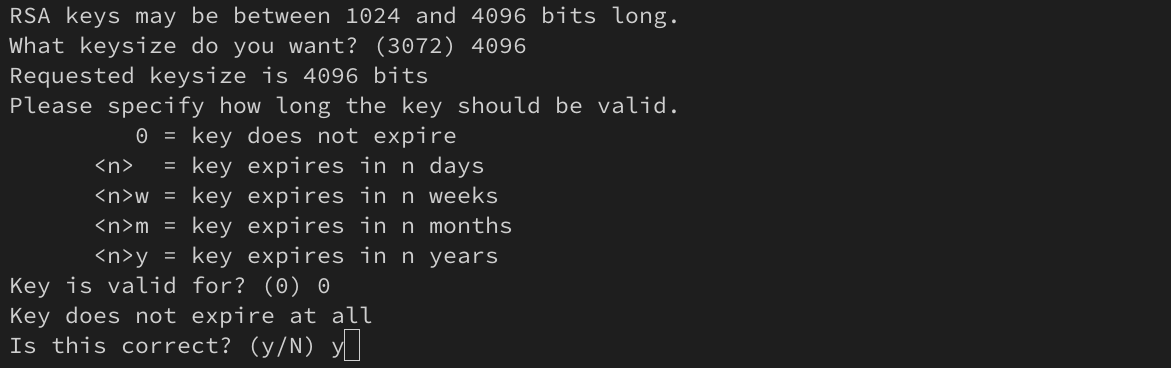 RSA keys may be between 1024 and 4096 bits long.
What keysize do you want? (3072) 4096
Requested keysize is 4096 bits
Please specify how long the key should be valid.
         0 = key does not expire
      <n>  = key expires in n days
      <n>w = key expires in n weeks
      <n>m = key expires in n months
      <n>y = key expires in n years
Key is valid for? (0) 0
Key does not expire at all
Is this correct? (y/N) y